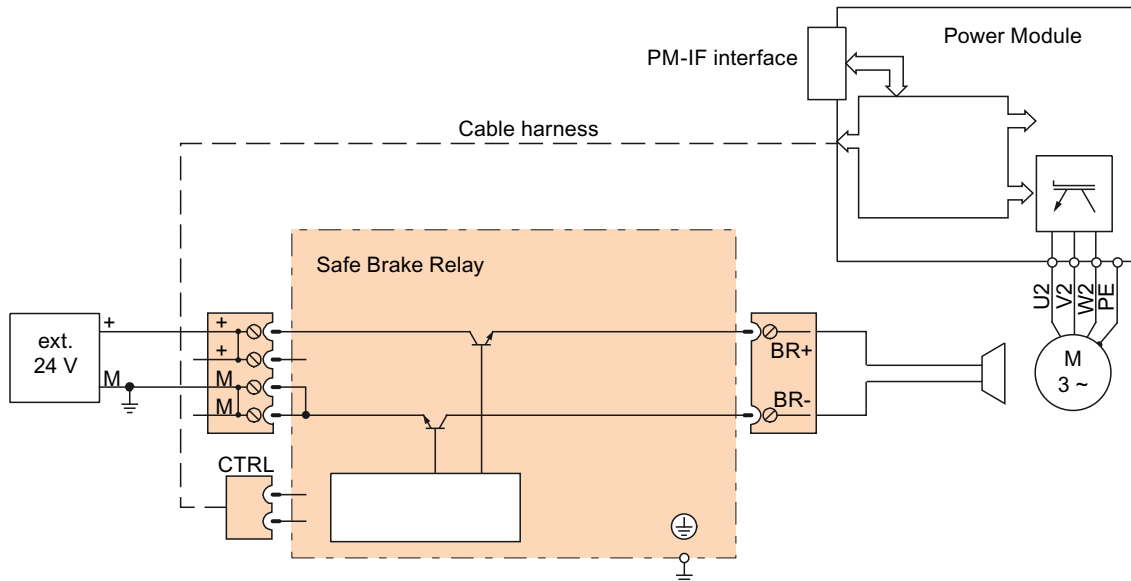 Power Module
PM-IF interface
Cable harness
Safe Brake Relay
U2
V2
W2
PE
ext.
24 V
+
M
+
+
M
M
BR+
BR-
M
3 ~
CTRL